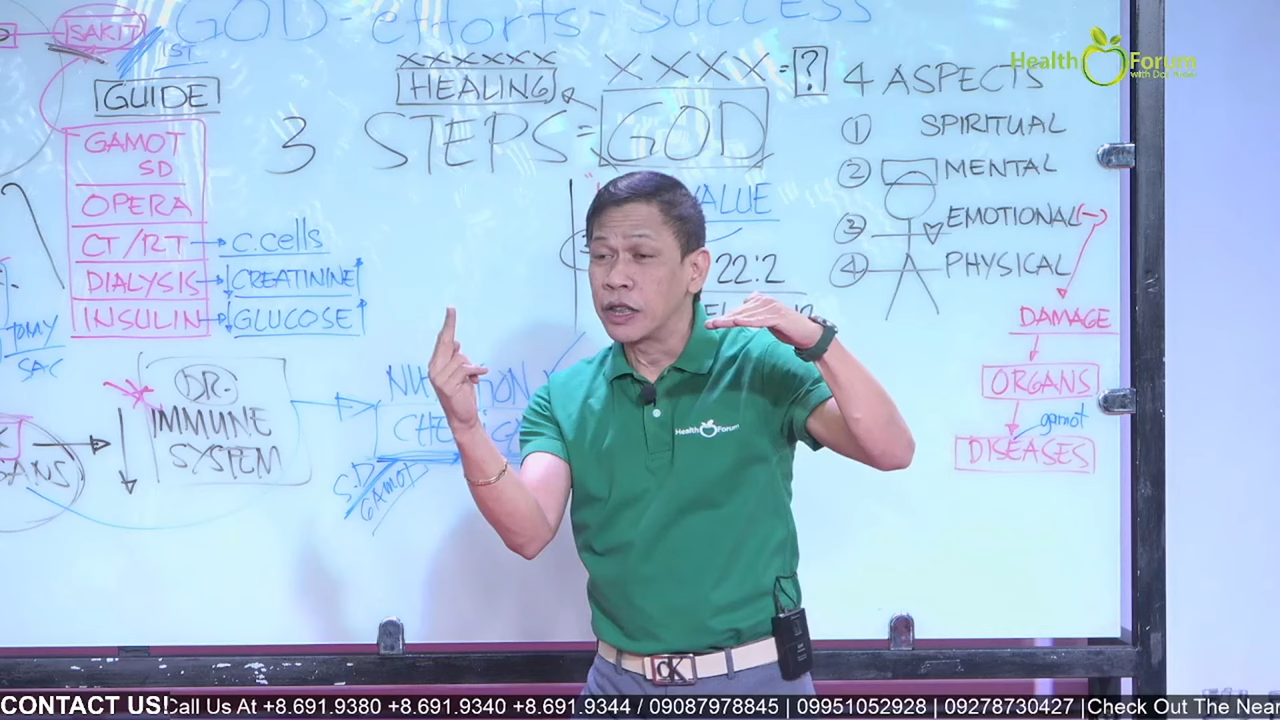 GOD - efforts - SUCCESS
SAKIT
1ST
GUIDE
XXXXXX
HEALING
XXXX = ?
3 STEPS = GOD
GAMOT
SD
OPERA
CT/RT → c.cells
DIALYSIS → CREATININE
INSULIN → GLUCOSE
TOMY
SAC
DR.
IMMUNE
SYSTEM
S.D.
GAMOT
22:2
4 ASPECTS
1 SPIRITUAL
2 MENTAL
3 EMOTIONAL (-)
4 PHYSICAL
DAMAGE
ORGANS
gamot
DISEASES
Health Forum
Health Forum
CK
CONTACT US! Call Us At +8.691.9380 +8.691.9340 +8.691.9344 / 09087978845 | 09951052928 | 09278730427 |Check Out The Near